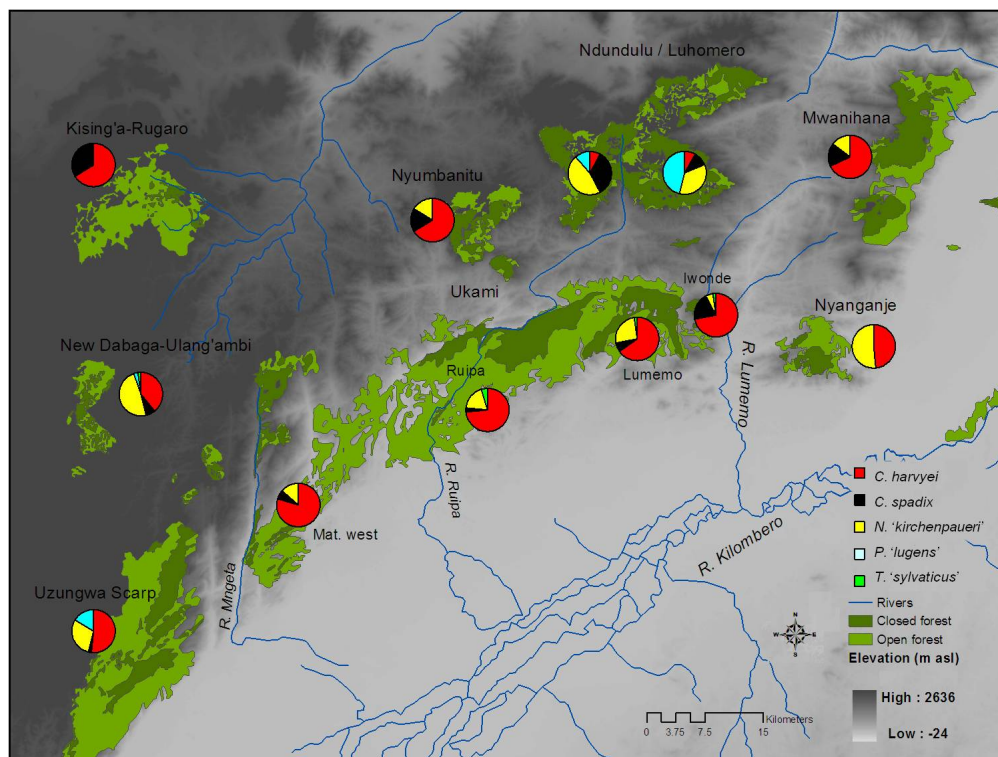 Ndundulu / Luhomero
Mwanihana
Kising'a-Rugaro
Nyumbanitu
Ukami
Iwonde
Nyanganje
New Dabaga-Ulang'ambi
Ruipa
Lumemo
R. Lumemo
R. Ruipa
Mat. west
R. Kilombero
Uzungwa Scarp
R. Mngeta
C. harvyei
C. spadix
N. 'kirchenpaueri'
P. 'lugens'
T. 'sylvaticus'
Rivers
Closed forest
Open forest
Elevation (m asl)
High : 2636
Low : -24
N
W E
S
Kilometers
0 3.75 7.5 15